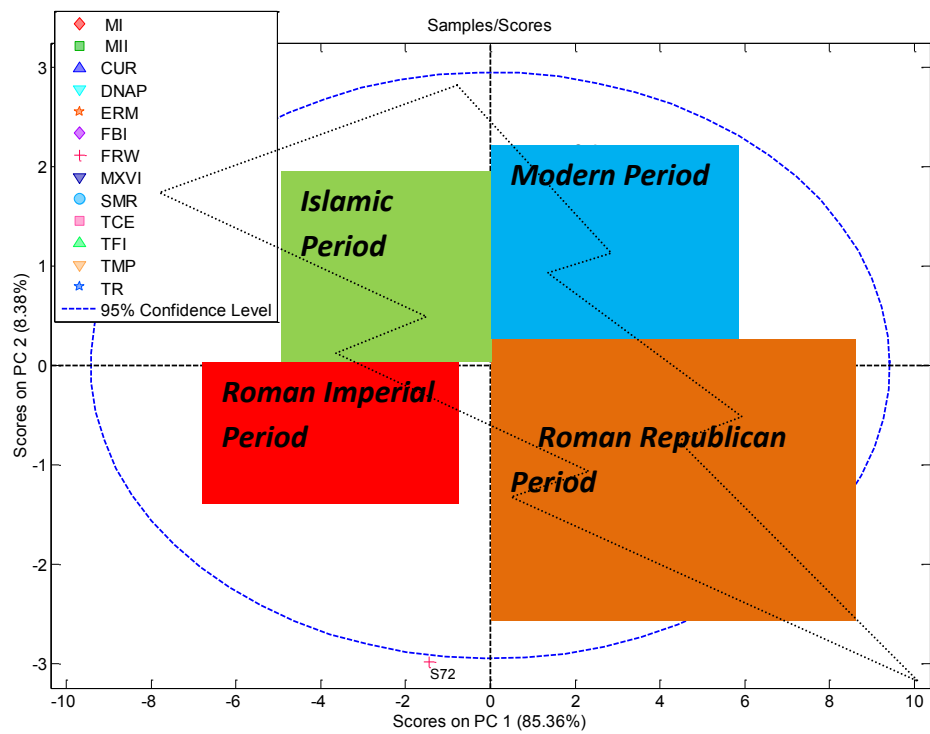 Samples/Scores
MI
MII
CUR
DNAP
ERM
FBI
FRW
MXVI
SMR
TCE
TFI
TMP
TR
95% Confidence Level
Islamic
Period
Modern Period
Roman Imperial
Period
Roman Republican
Period
S72
3
2
1
0
-1
-2
-3
Scores on PC 2 (8.38%)
-10 -8 -6 -4 -2 0 2 4 6 8 10
Scores on PC 1 (85.36%)